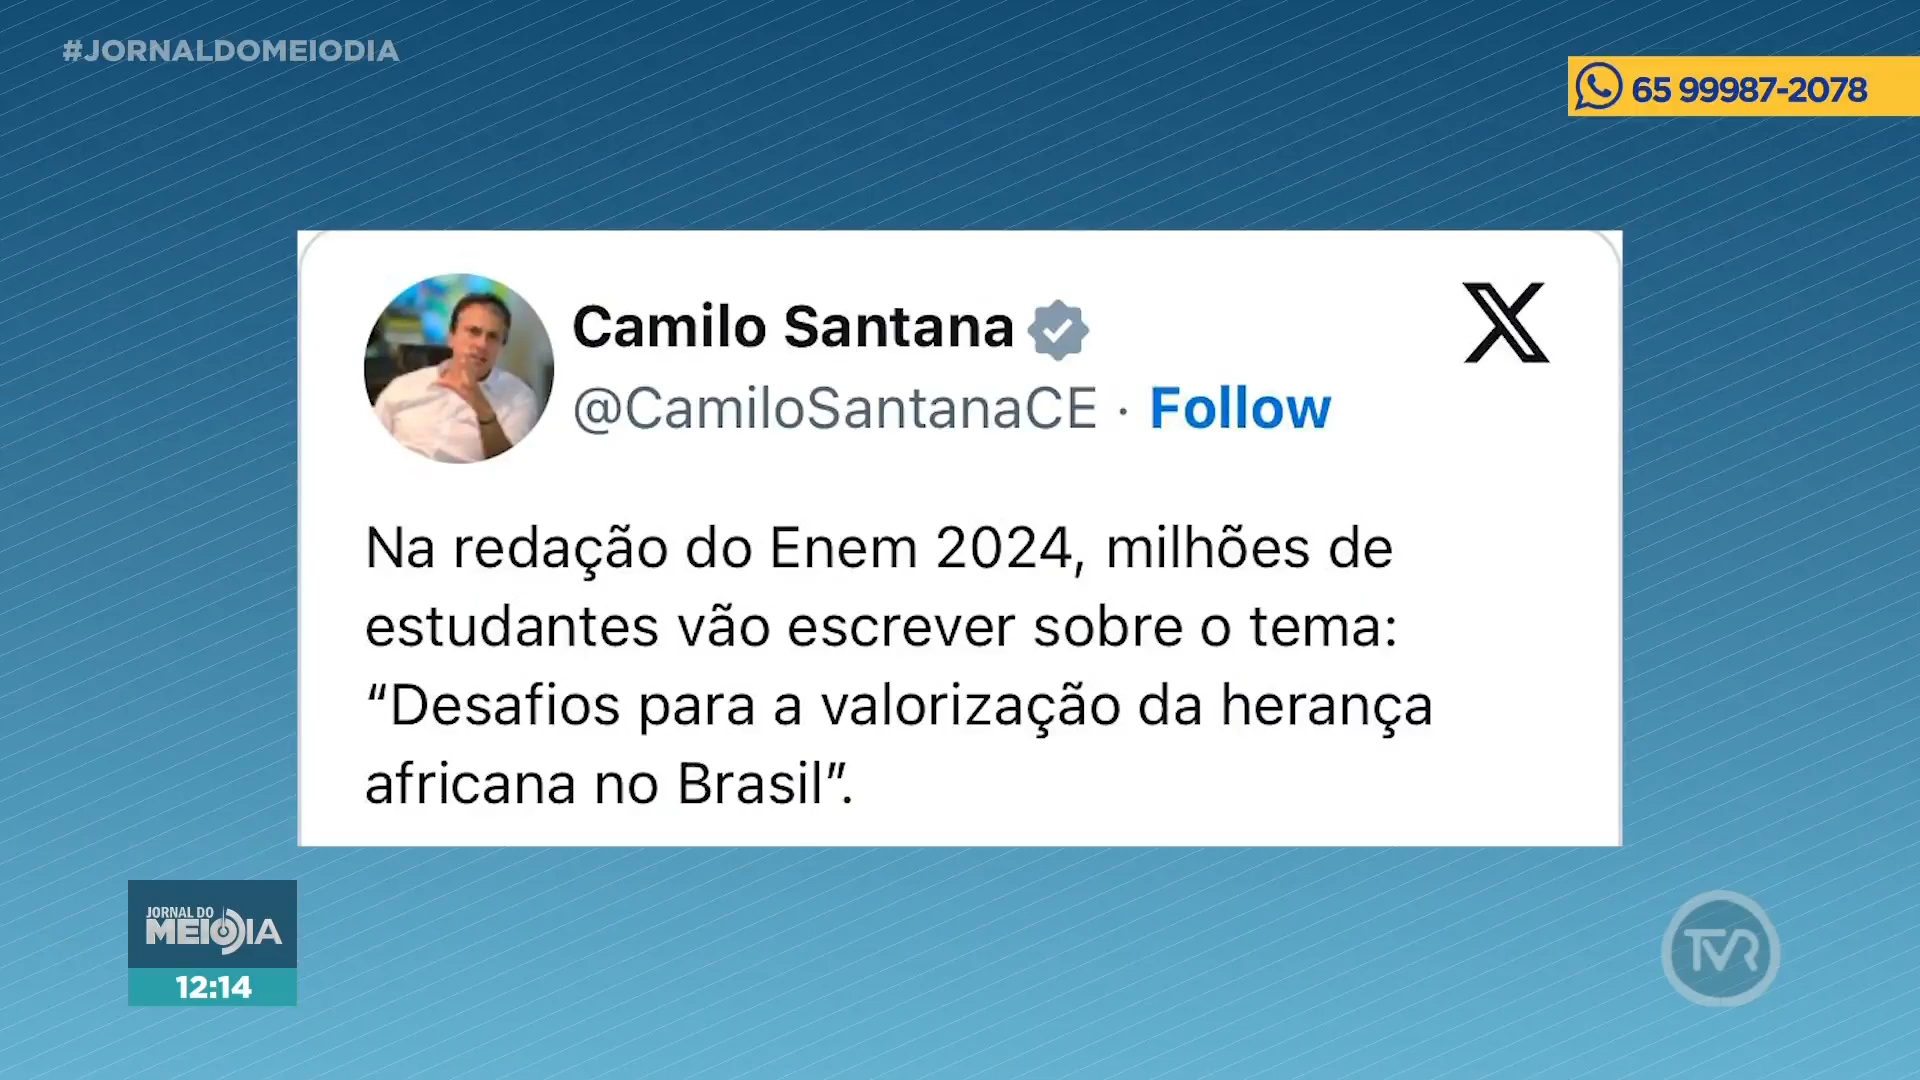 #JORNALDOMEIODIA
65 99987-2078
Camilo Santana
@CamiloSantanaCE · Follow
Na redação do Enem 2024, milhões de
estudantes vão escrever sobre o tema:
“Desafios para a valorização da herança
africana no Brasil”.
JORNAL DO
MEIODIA
12:14
TVR